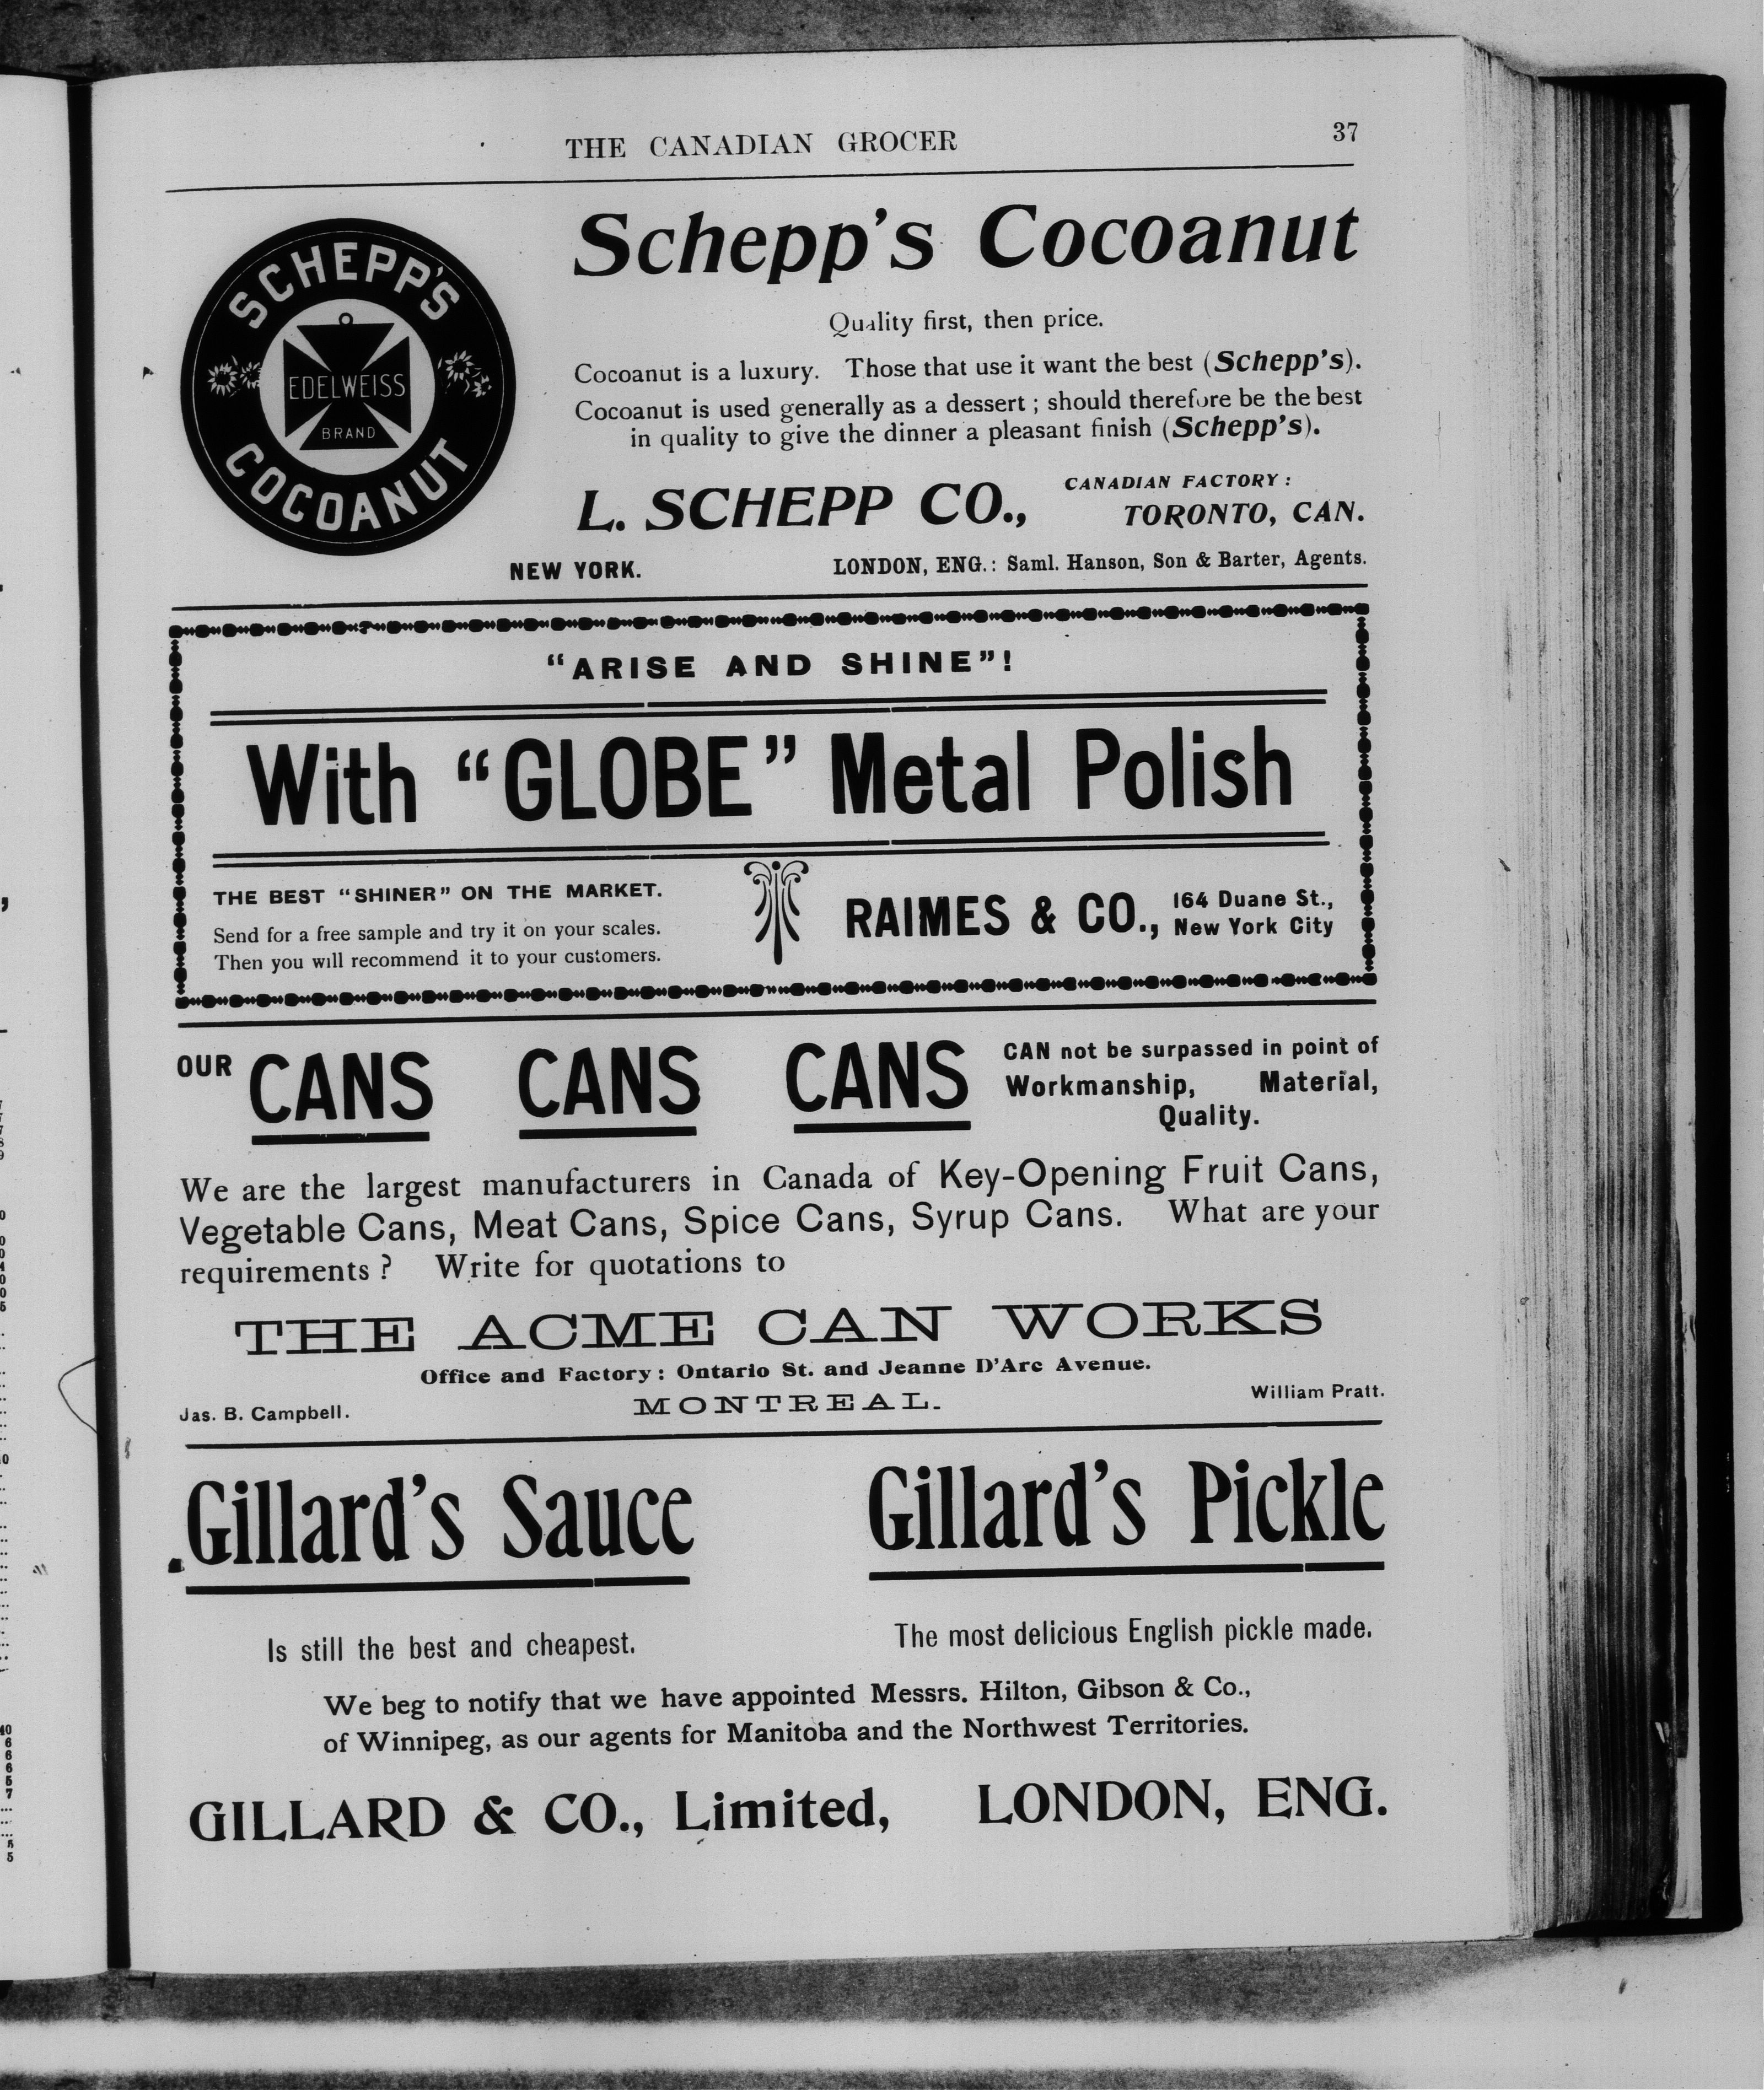 THE CANADIAN GROCER 37
SCHEPP'S
EDELWEISS
BRAND
COCOANUT
Schepp's Cocoanut
Quality first, then price.
Cocoanut is a luxury. Those that use it want the best (Schepp's).
Cocoanut is used generally as a dessert ; should therefore be the best
in quality to give the dinner a pleasant finish (Schepp's).
L. SCHEPP CO., CANADIAN FACTORY :
TORONTO, CAN.
NEW YORK. LONDON, ENG.: Saml. Hanson, Son & Barter, Agents.
"ARISE AND SHINE"!
With "GLOBE" Metal Polish
THE BEST "SHINER" ON THE MARKET.
Send for a free sample and try it on your scales.
Then you will recommend it to your customers.
RAIMES & CO., 164 Duane St.,
New York City
OUR CANS CANS CANS CAN not be surpassed in point of
Workmanship, Material,
Quality.
We are the largest manufacturers in Canada of Key-Opening Fruit Cans,
Vegetable Cans, Meat Cans, Spice Cans, Syrup Cans. What are your
requirements ? Write for quotations to
THE ACME CAN WORKS
Office and Factory : Ontario St. and Jeanne D'Arc Avenue.
Jas. B. Campbell. MONTREAL. William Pratt.
Gillard's Sauce Gillard's Pickle
Is still the best and cheapest. The most delicious English pickle made.
We beg to notify that we have appointed Messrs. Hilton, Gibson & Co.,
of Winnipeg, as our agents for Manitoba and the Northwest Territories.
GILLARD & CO., Limited, LONDON, ENG.